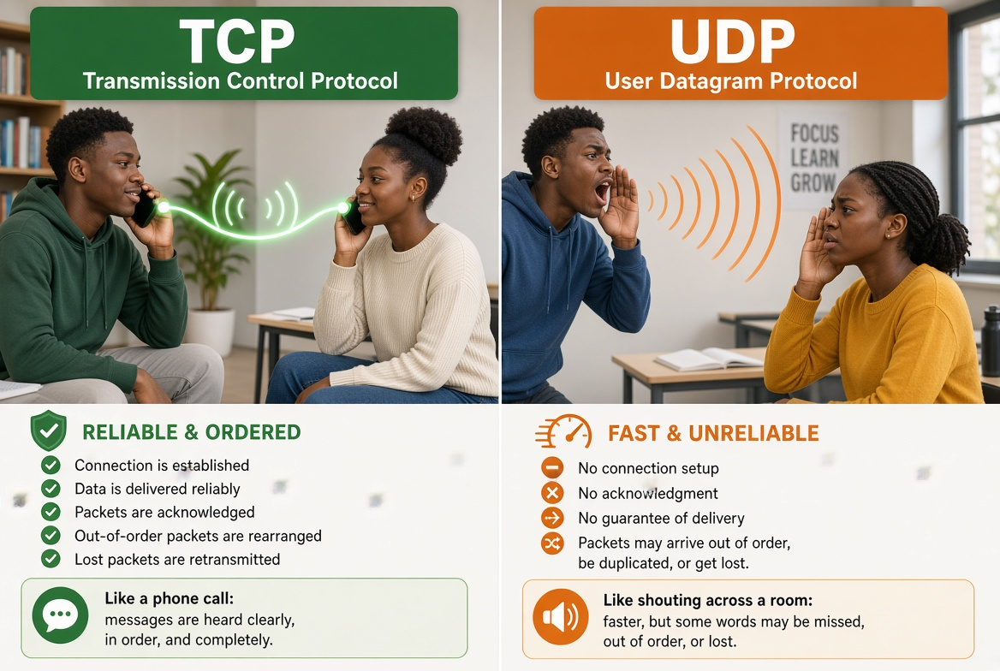 TCP
Transmission Control Protocol
RELIABLE & ORDERED
Connection is established
Data is delivered reliably
Packets are acknowledged
Out-of-order packets are rearranged
Lost packets are retransmitted
Like a phone call:
messages are heard clearly,
in order, and completely.
UDP
User Datagram Protocol
FOCUS
LEARN
GROW
FAST & UNRELIABLE
No connection setup
No acknowledgment
No guarantee of delivery
Packets may arrive out of order,
be duplicated, or get lost.
Like shouting across a room:
faster, but some words may be missed,
out of order, or lost.